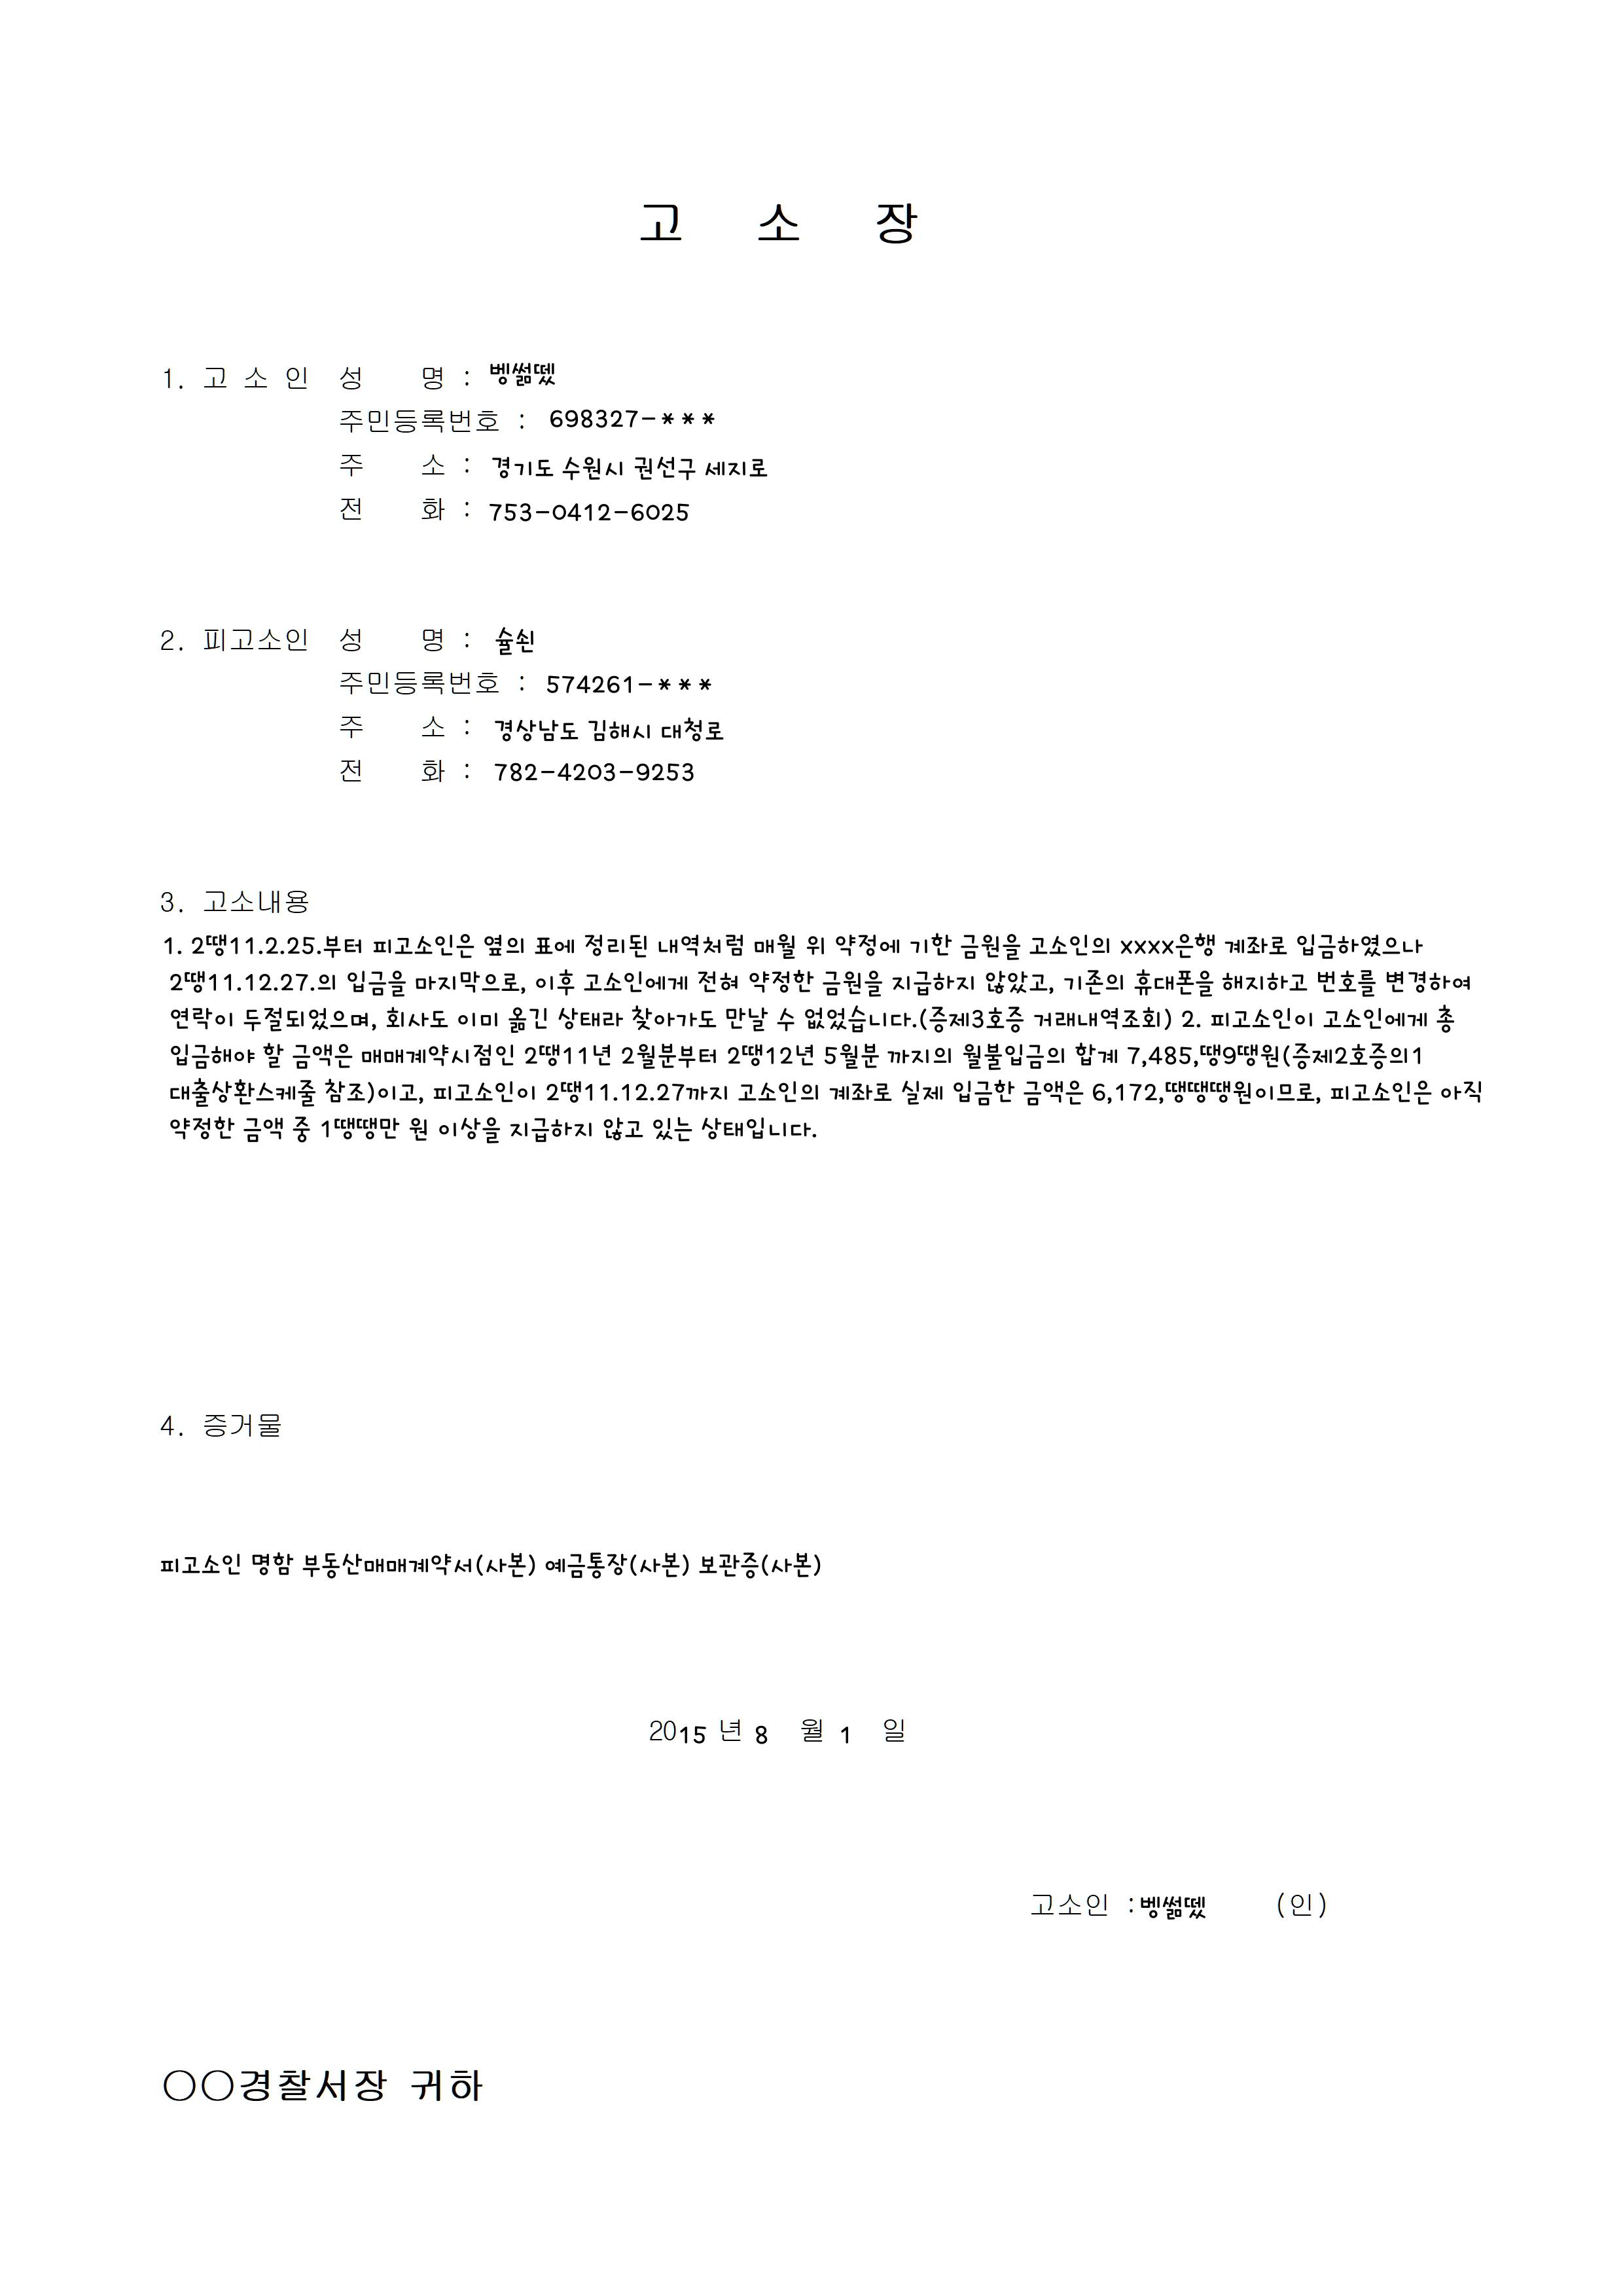 고 소 장
1. 고 소 인 성 명 : 벵썲뗐
주민등록번호 : 698327-***
주 소 : 경기도 수원시 권선구 세지로
전 화 : 753-0412-6025
2. 피고소인 성 명 : 슐쇤
주민등록번호 : 574261-***
주 소 : 경상남도 김해시 대청로
전 화 : 782-4203-9253
3. 고소내용
1. 2땡11.2.25.부터 피고소인은 옆의 표에 정리된 내역처럼 매월 위 약정에 기한 금원을 고소인의 xxxx은행 계좌로 입금하였으나
2땡11.12.27.의 입금을 마지막으로, 이후 고소인에게 전혀 약정한 금원을 지급하지 않았고, 기존의 휴대폰을 해지하고 번호를 변경하여
연락이 두절되었으며, 회사도 이미 옮긴 상태라 찾아가도 만날 수 없었습니다.(증제3호증 거래내역조회) 2. 피고소인이 고소인에게 총
입금해야 할 금액은 매매계약시점인 2땡11년 2월분부터 2땡12년 5월분 까지의 월불입금의 합계 7,485,땡9땡원(증제2호증의1
대출상환스케줄 참조)이고, 피고소인이 2땡11.12.27까지 고소인의 계좌로 실제 입금한 금액은 6,172,땡땡땡원이므로, 피고소인은 아직
약정한 금액 중 1땡땡만 원 이상을 지급하지 않고 있는 상태입니다.
4. 증거물
피고소인 명함 부동산매매계약서(사본) 예금통장(사본) 보관증(사본)
2015 년 8 월 1 일
고소인 :벵썲뗐 (인)
○○경찰서장 귀하